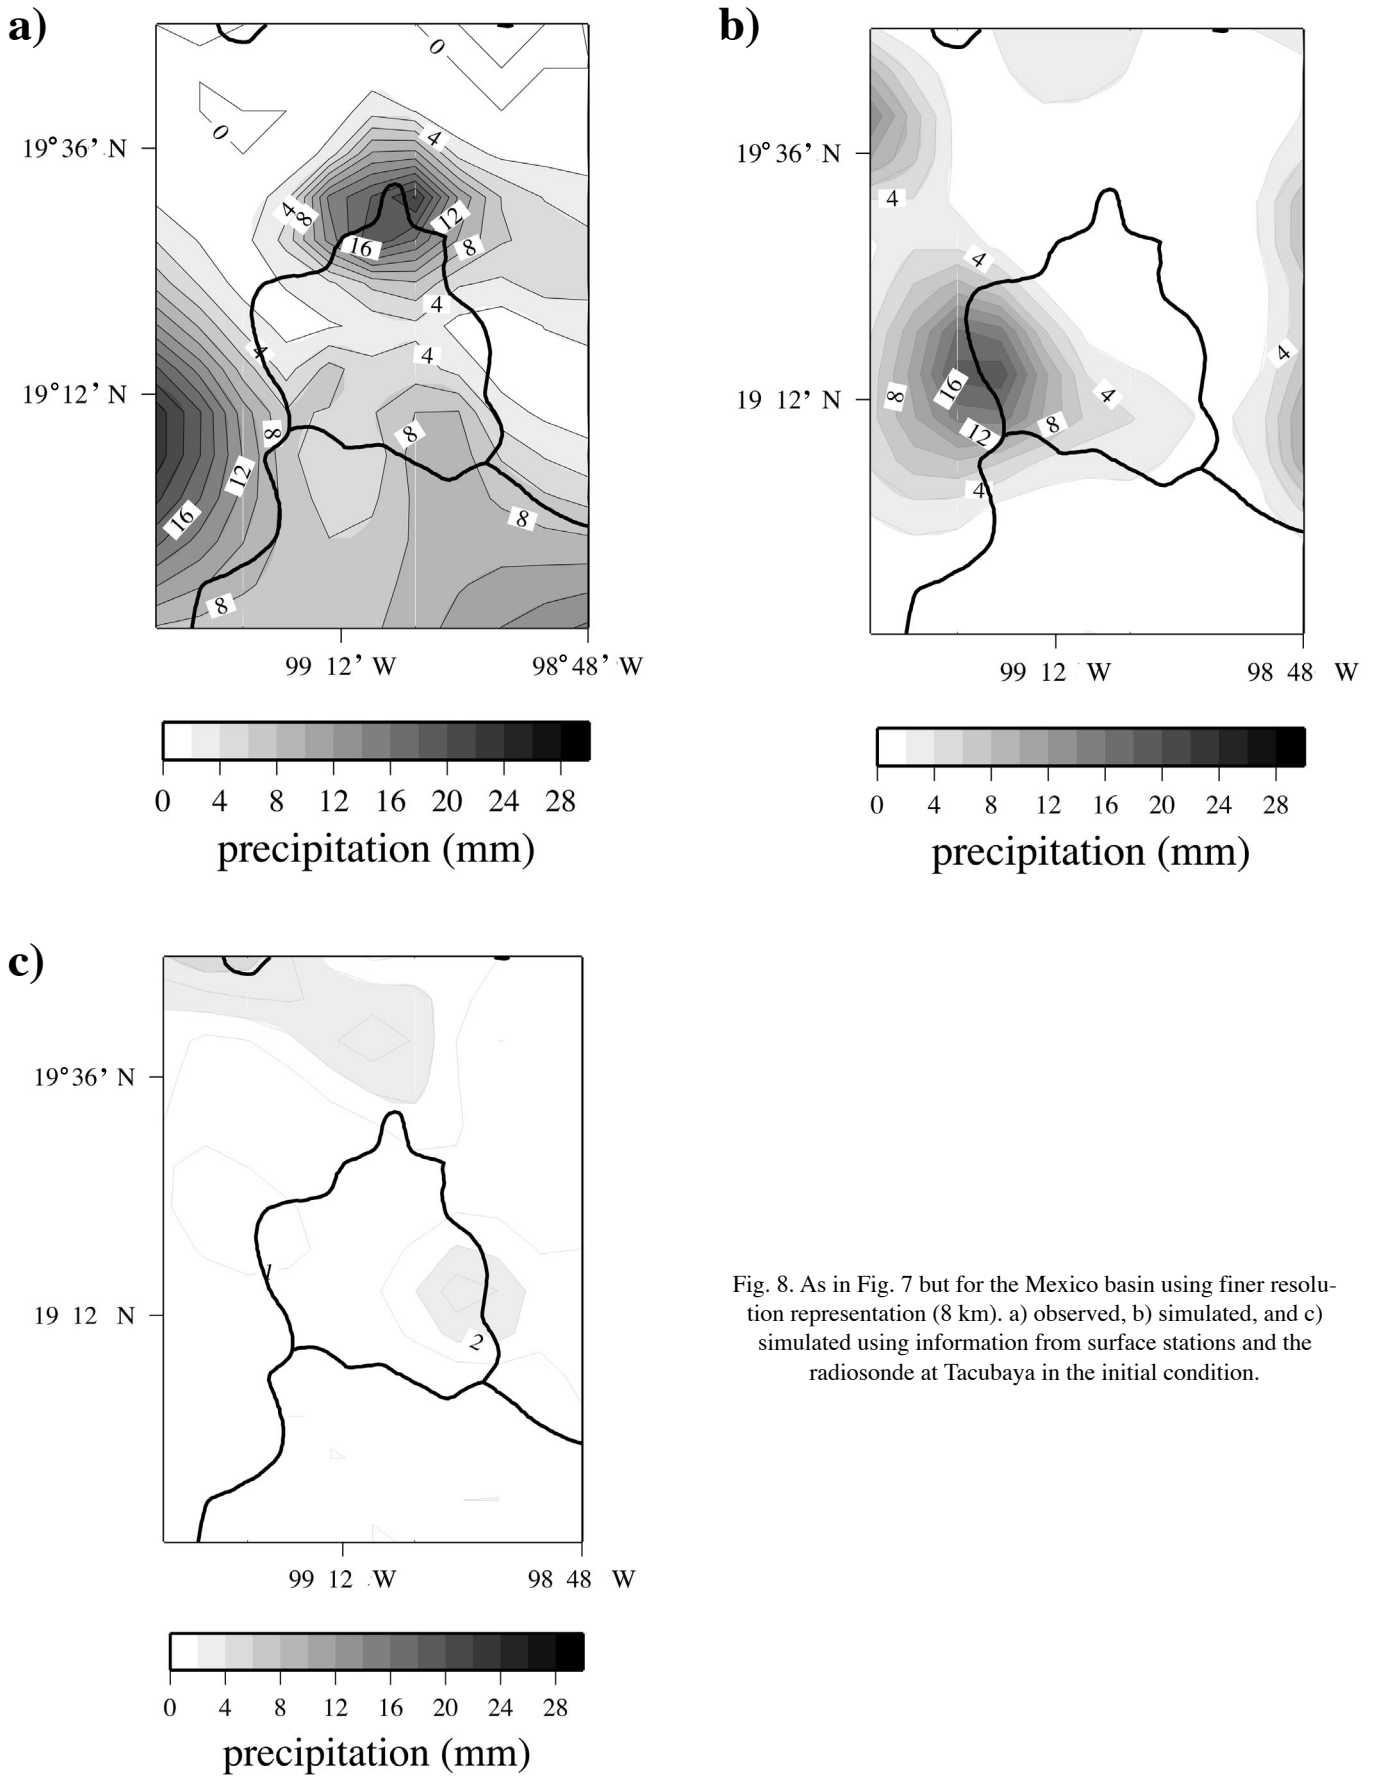 a)
0
0
4
19°36’ N
4
8
12
16
8
4
4
4
19°12’ N
8
8
12
16
8
8
99 12’ W
98°48’ W
0 4 8 12 16 20 24 28
precipitation (mm)
b)
19°36’ N
4
4
4
16
8
4
19 12’ N
8
12
4
99 12 W
98 48 W
0 4 8 12 16 20 24 28
precipitation (mm)
c)
19°36’ N
1
19 12 N
2
99 12 W
98 48 W
0 4 8 12 16 20 24 28
precipitation (mm)
Fig. 8. As in Fig. 7 but for the Mexico basin using finer resolu-
tion representation (8 km). a) observed, b) simulated, and c)
simulated using information from surface stations and the
radiosonde at Tacubaya in the initial condition.